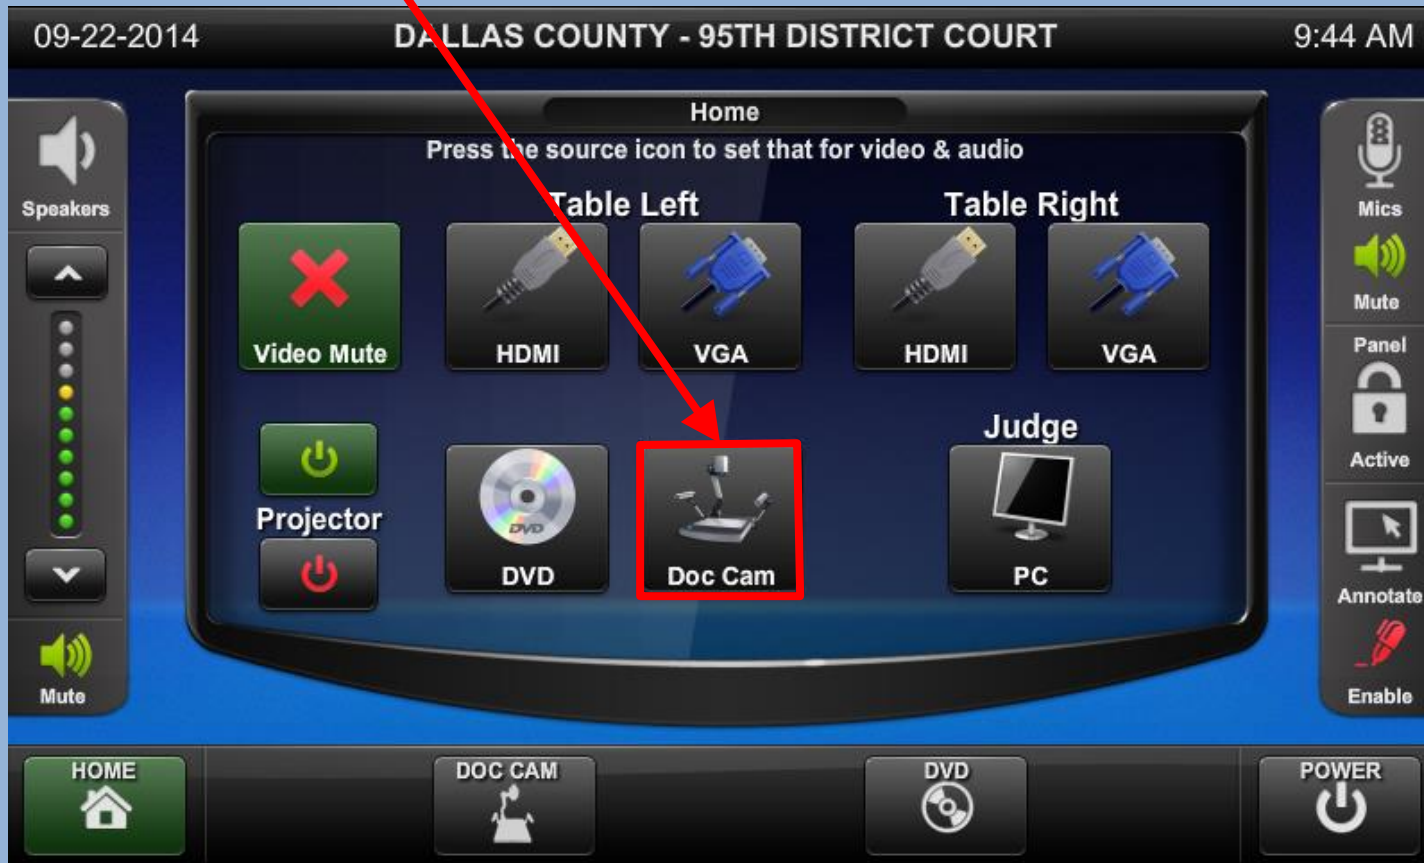 09-22-2014 DALLAS COUNTY - 95TH DISTRICT COURT 9:44 AM
Home
Press the source icon to set that for video & audio
Speakers
Table Left
Table Right
Mics
Video Mute
HDMI
VGA
HDMI
VGA
Mute
Panel
Active
Judge
Projector
DVD
DVD
Doc Cam
PC
Annotate
Mute
Enable
HOME
DOC CAM
DVD
POWER